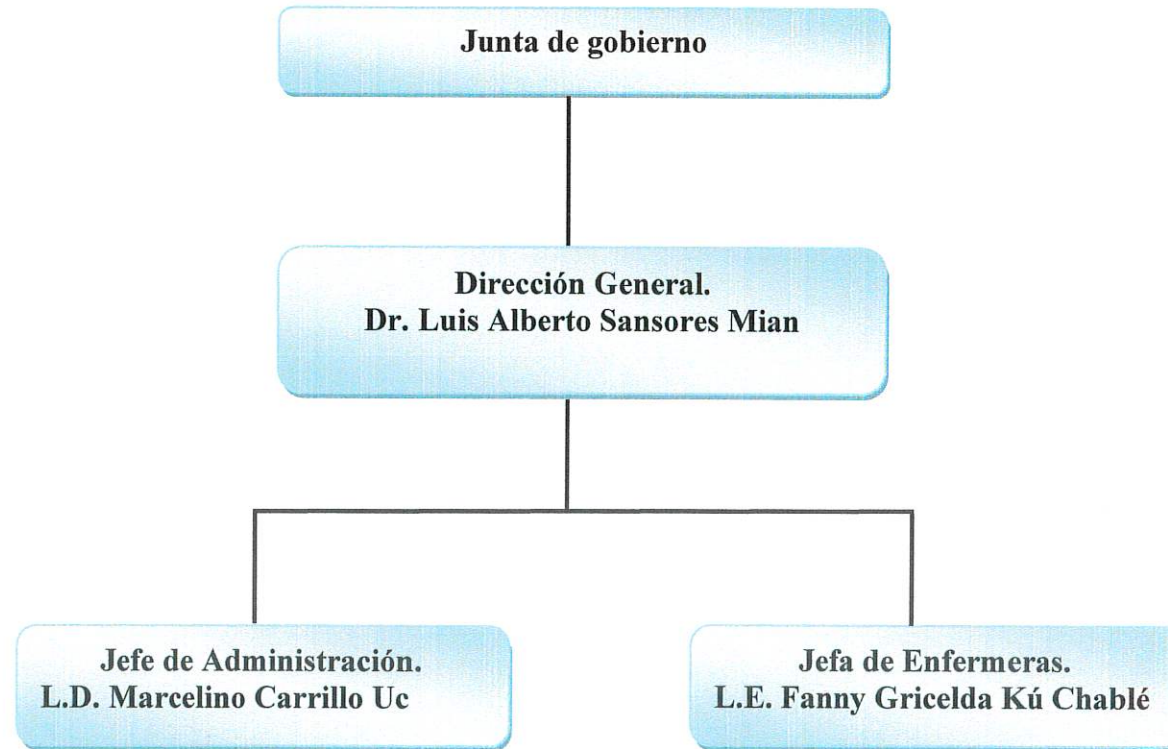 Junta de gobierno
Dirección General.
Dr. Luis Alberto Sansores Mian
Jefe de Administración.
L.D. Marcelino Carrillo Uc
Jefa de Enfermeras.
L.E. Fanny Gricelda Kú Chablé